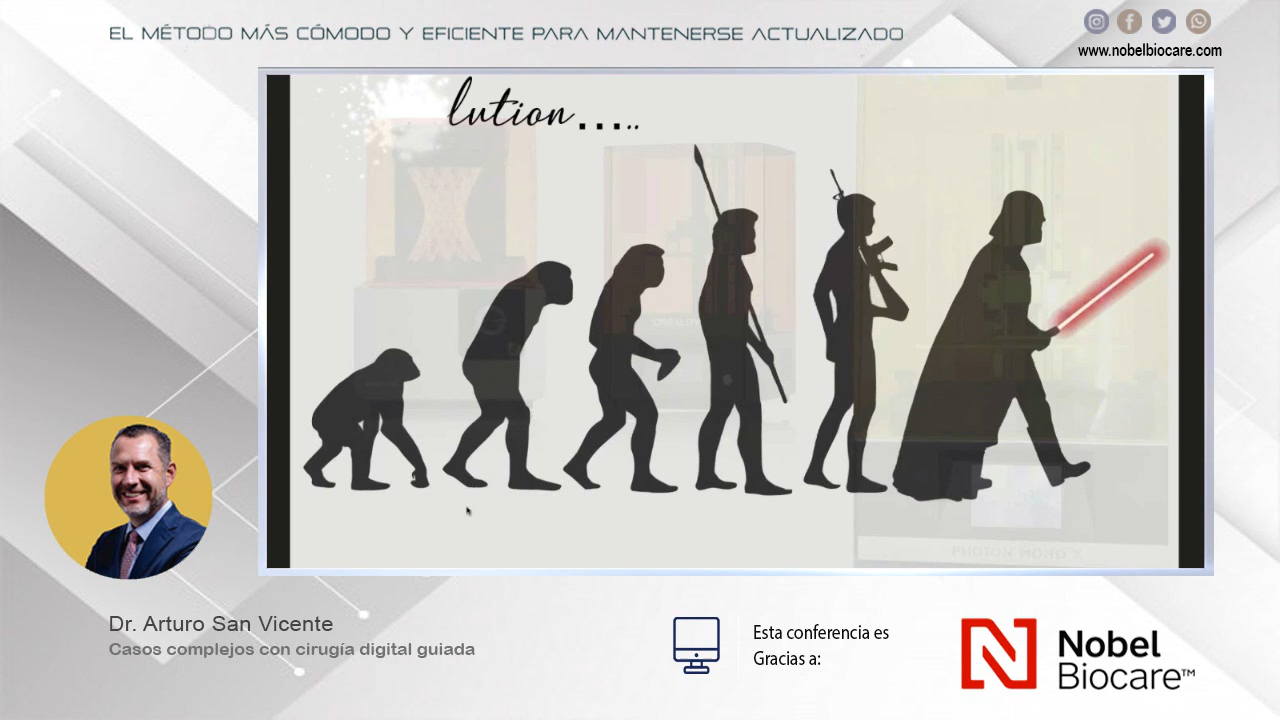 EL MÉTODO MÁS CÓMODO Y EFICIENTE PARA MANTENERSE ACTUALIZADO
www.nobelbiocare.com
lution.....
CREALITY
PHOTON MONO X
Dr. Arturo San Vicente
Casos complejos con cirugía digital guiada
Esta conferencia es
Gracias a:
Nobel
Biocare™